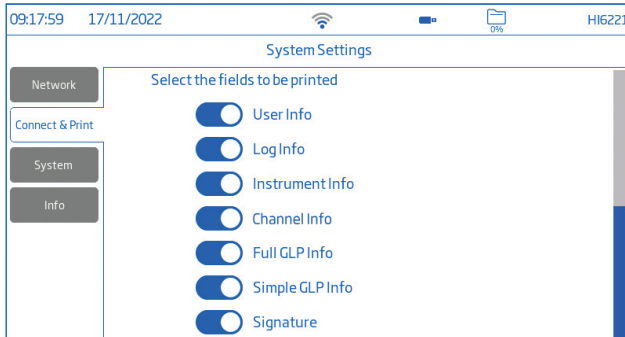 09:17:59 17/11/2022 0% HI6221
System Settings
Network
Connect & Print
System
Info
Select the fields to be printed
User Info
Log Info
Instrument Info
Channel Info
Full GLP Info
Simple GLP Info
Signature